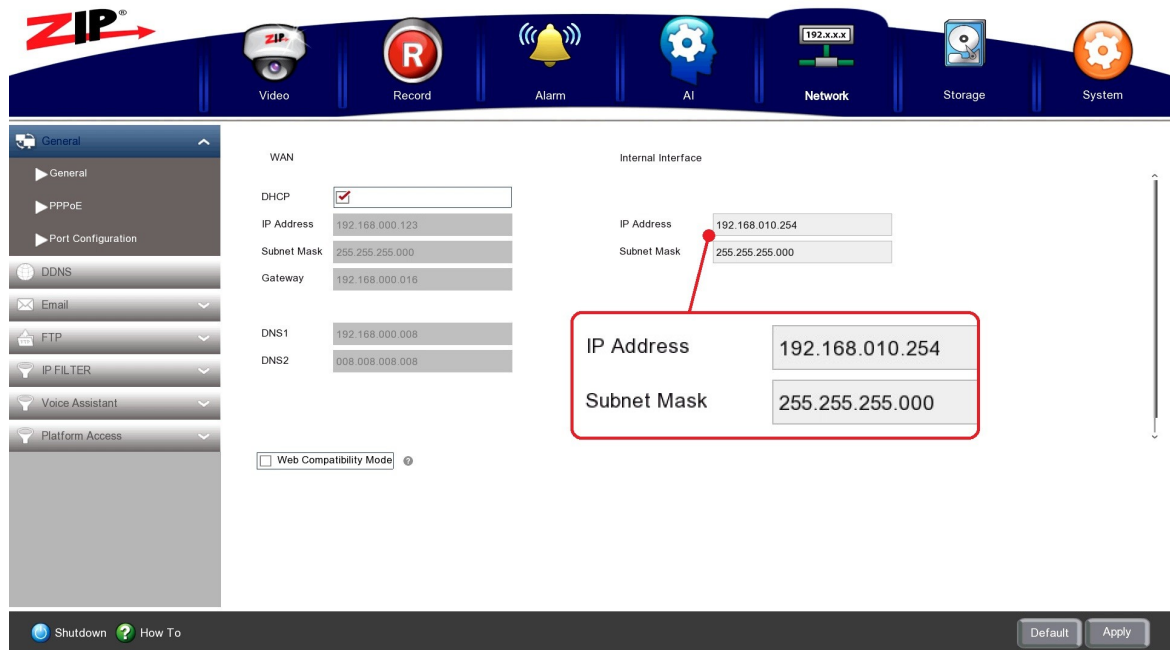 ZIP®
ZIP
R
192.x.x.x
Video
Record
Alarm
AI
Network
Storage
System
General
General
PPPoE
Port Configuration
DDNS
Email
FTP
IP FILTER
Voice Assistant
Platform Access
WAN
Internal Interface
DHCP
IP Address 192.168.000.123
IP Address 192.168.010.254
Subnet Mask 255.255.255.000
Subnet Mask 255.255.255.000
Gateway 192.168.000.016
DNS1 192.168.000.008
DNS2 008.008.008.008
IP Address 192.168.010.254
Subnet Mask 255.255.255.000
Web Compatibility Mode ?
Shutdown ? How To
Default Apply